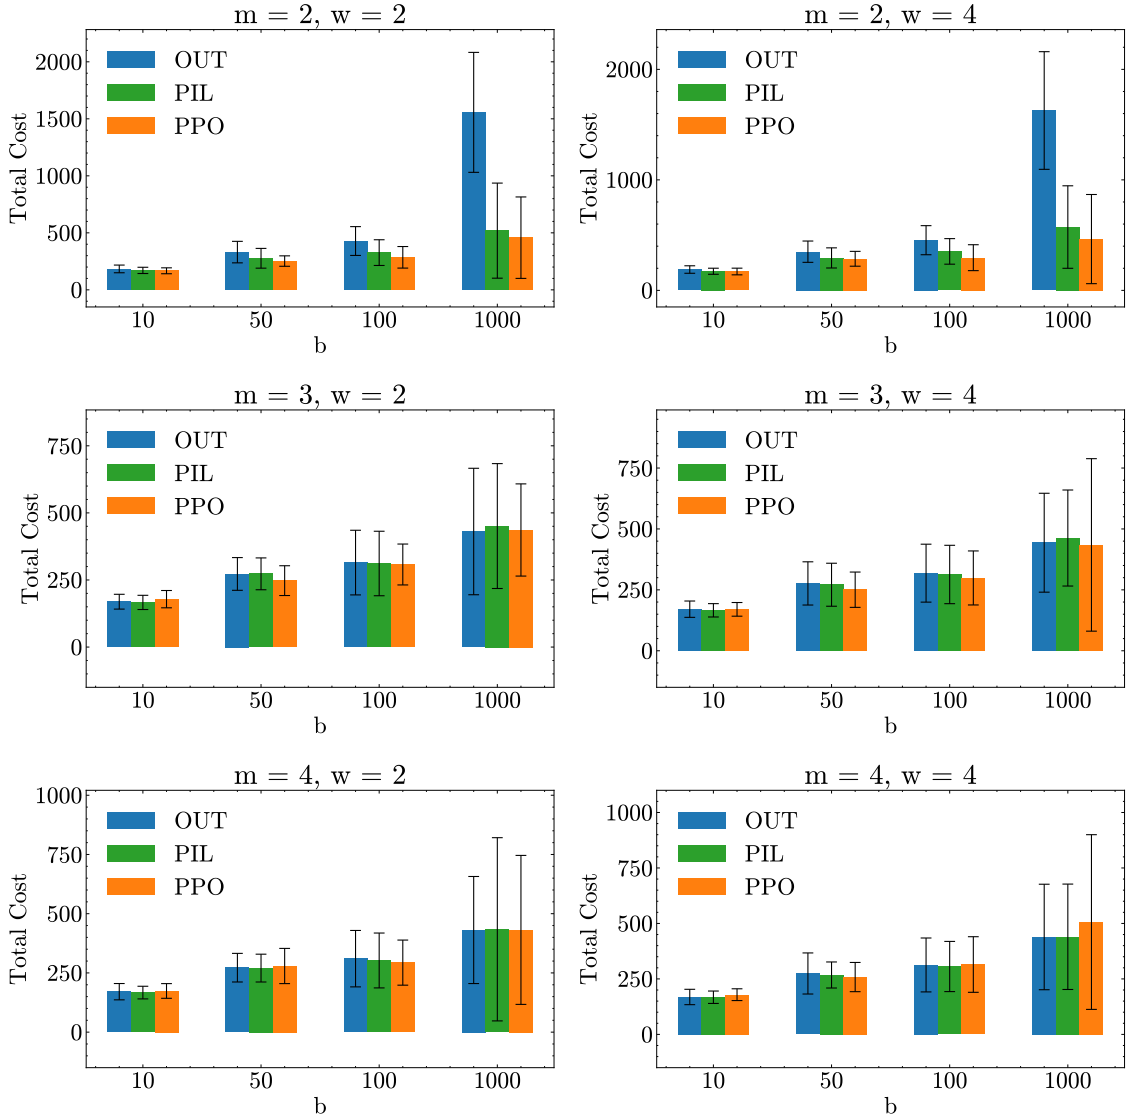 m = 2, w = 2
Total Cost
2000
1500
1000
500
0
OUT
PIL
PPO
10 50 100 1000
b
m = 2, w = 4
Total Cost
2000
1000
0
OUT
PIL
PPO
10 50 100 1000
b
m = 3, w = 2
Total Cost
750
500
250
0
OUT
PIL
PPO
10 50 100 1000
b
m = 3, w = 4
Total Cost
750
500
250
0
OUT
PIL
PPO
10 50 100 1000
b
m = 4, w = 2
Total Cost
1000
750
500
250
0
OUT
PIL
PPO
10 50 100 1000
b
m = 4, w = 4
Total Cost
1000
750
500
250
0
OUT
PIL
PPO
10 50 100 1000
b